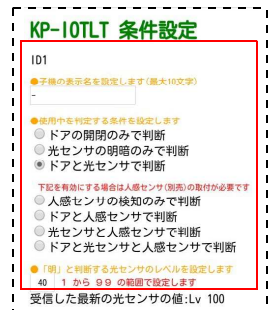 KP-IOTLT 条件設定
ID1
●子機の表示名を設定します(最大10文字)
-
●使用中を判定する条件を設定します
ドアの開閉のみで判断
光センサの明暗のみで判断
ドアと光センサで判断
下記を有効にする場合は人感センサ(別売)の取付が必要です
人感センサの検知のみで判断
ドアと人感センサで判断
光センサと人感センサで判断
ドアと光センサと人感センサで判断
●「明」と判断する光センサのレベルを設定します
40 1 から 99 の範囲で設定します
受信した最新の光センサの値:Lv 100